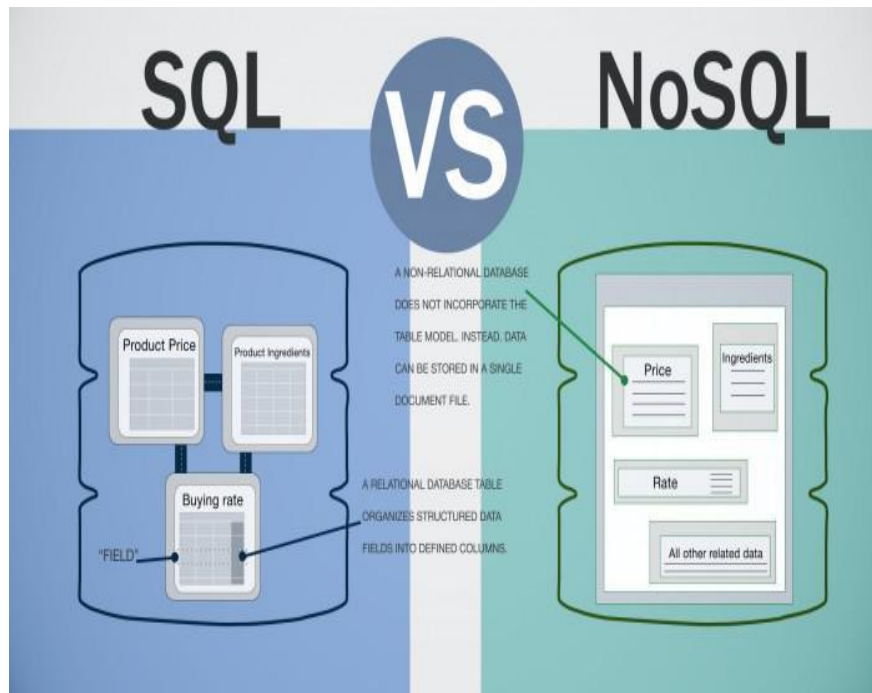 SQL
VS
NoSQL
A NON-RELATIONAL DATABASE
DOES NOT INCORPORATE THE
TABLE MODEL. INSTEAD, DATA
CAN BE STORED IN A SINGLE
DOCUMENT FILE.
Product Price
Product Ingredients
Buying rate
"FIELD"
A RELATIONAL DATABASE TABLE
ORGANIZES STRUCTURED DATA
FIELDS INTO DEFINED COLUMNS.
Price
Ingredients
Rate
All other related data